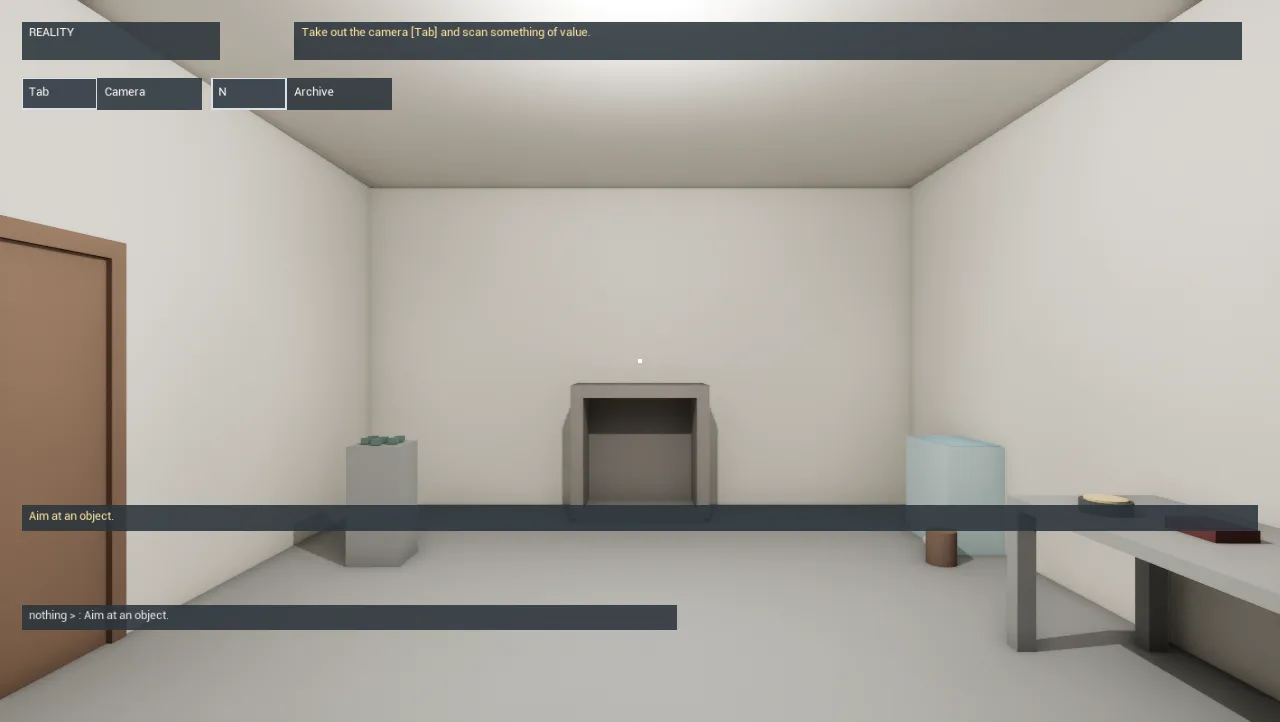 REALITY
Take out the camera [Tab] and scan something of value.
Tab Camera N Archive
Aim at an object.
nothing > : Aim at an object.